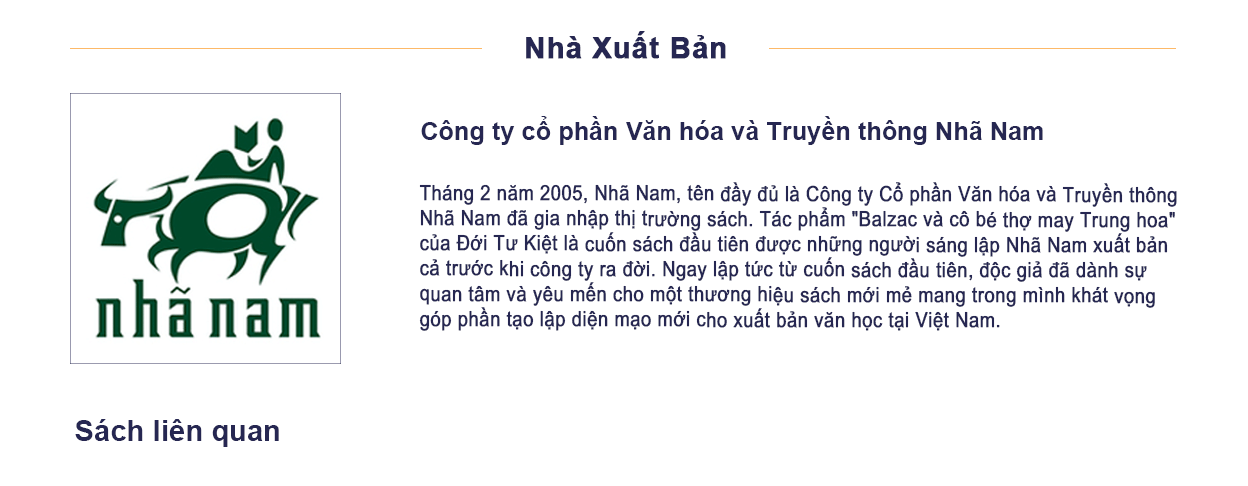 Nhà Xuất Bản
Công ty cổ phần Văn hóa và Truyền thông Nhã Nam
Tháng 2 năm 2005, Nhã Nam, tên đầy đủ là Công ty Cổ phần Văn hóa và Truyền thông
Nhã Nam đã gia nhập thị trường sách. Tác phẩm "Balzac và cô bé thợ may Trung hoa"
của Đới Tư Kiệt là cuốn sách đầu tiên được những người sáng lập Nhã Nam xuất bản
cả trước khi công ty ra đời. Ngay lập tức từ cuốn sách đầu tiên, độc giả đã dành sự
quan tâm và yêu mến cho một thương hiệu sách mới mẻ mang trong mình khát vọng
góp phần tạo lập diện mạo mới cho xuất bản văn học tại Việt Nam.
nhã nam
Sách liên quan